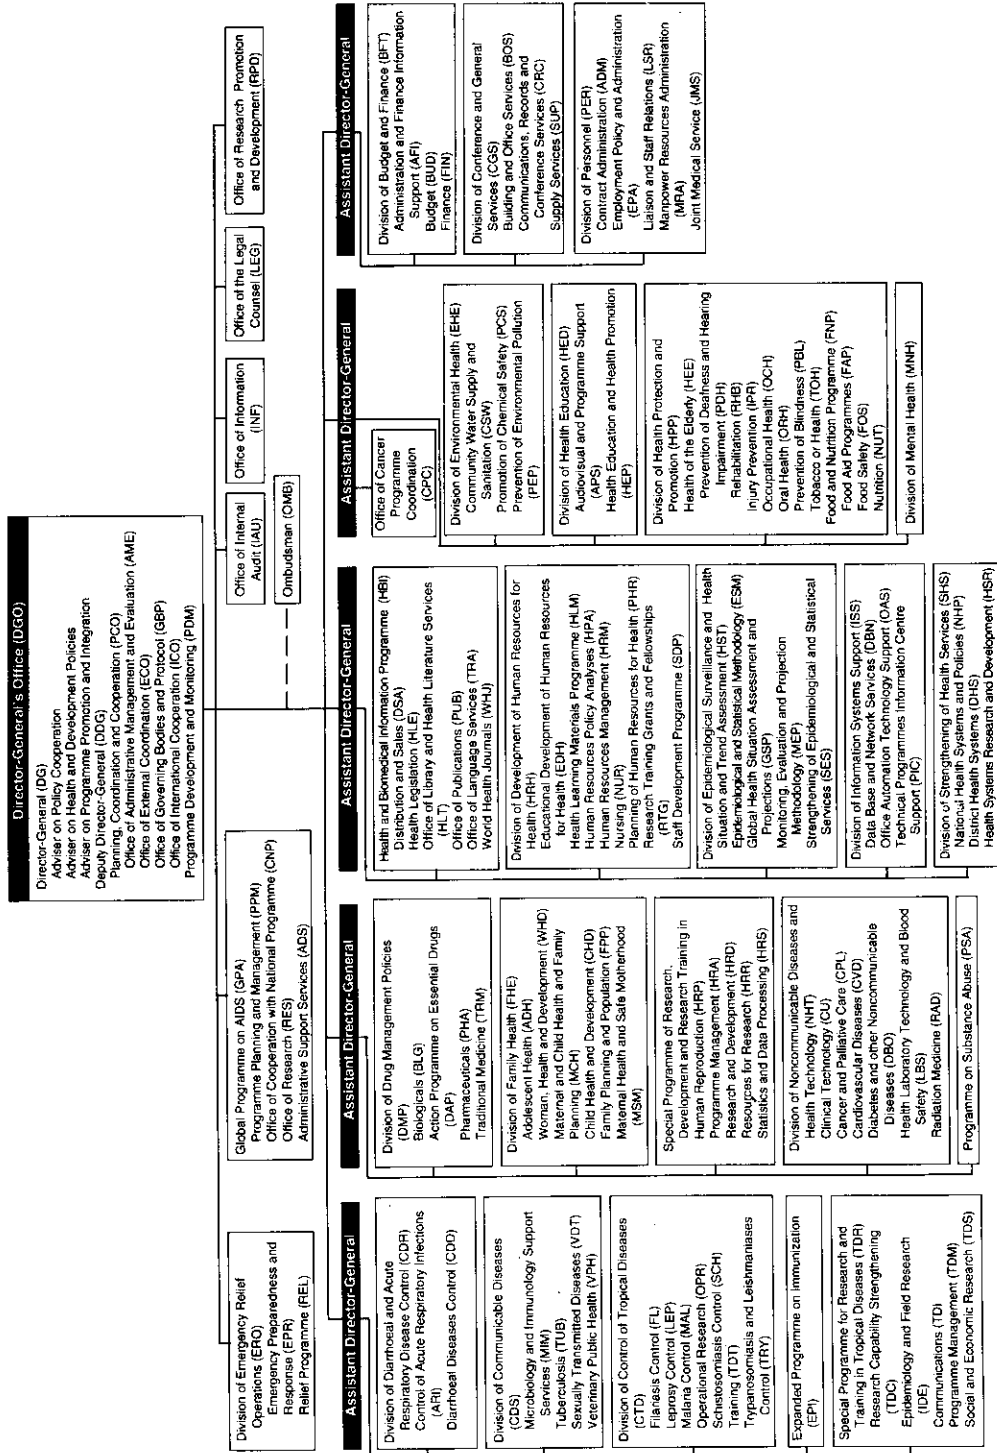 Director-General's Office (DGO)
Director-General (DG)
Adviser on Policy Cooperation
Adviser on Health and Development Policies
Adviser on Programme Promotion and Integration
Deputy Director-General (DDG)
Planning, Coordination and Cooperation (PCO)
Office of Administrative Management and Evaluation (AME)
Office of External Coordination (ECO)
Office of Governing Bodies and Protocol (GBP)
Office of International Cooperation (ICO)
Programme Development and Monitoring (PDM)
Division of Emergency Relief
Operations (ERO)
Emergency Preparedness and
Response (EPR)
Relief Programme (REL)
Global Programme on AIDS (GPA)
Programme Planning and Management (PPM)
Office of Cooperation with National Programme (CNP)
Office of Research (RES)
Administrative Support Services (ADS)
Office of Internal
Audit (IAU)
Office of Information
(INF)
Office of the Legal
Counsel (LEG)
Office of Research Promotion
and Development (RPD)
Ombudsman (OMB)
Assistant Director-General
Division of Diarrhoeal and Acute
Respiratory Disease Control (CDR)
Control of Acute Respiratory Infections
(ARI)
Diarrhoeal Diseases Control (CDD)
Division of Communicable Diseases
(CDS)
Microbiology and Immunology Support
Services (MIM)
Tuberculosis (TUB)
Sexually Transmitted Diseases (VDT)
Veterinary Public Health (VPH)
Division of Control of Tropical Diseases
(CTD)
Filariasis Control (FIL)
Leprosy Control (LEP)
Malaria Control (MAL)
Operational Research (OPR)
Schistosomiasis Control (SCH)
Training (TDT)
Trypanosomiasis and Leishmaniases
Control (TRY)
Expanded Programme on immunization
(EPI)
Special Programme for Research and
Training in Tropical Diseases (TDR)
Research Capability Strengthening
(TDC)
Epidemiology and Field Research
(IDE)
Communications (TDI)
Programme Management (TDM)
Social and Economic Research (TDS)
Assistant Director-General
Division of Drug Management Policies
(DMP)
Biologicals (BLG)
Action Programme on Essential Drugs
(DAP)
Pharmaceuticals (PHA)
Traditional Medicine (TRM)
Division of Family Health (FHE)
Adolescent Health (ADH)
Woman, Health and Development (WHD)
Maternal and Child Health and Family
Planning (MCH)
Child Health and Development (CHD)
Family Planning and Population (FPP)
Maternal Health and Safe Motherhood
(MSM)
Special Programme of Research,
Development and Research Training in
Human Reproduction (HRP)
Programme Management (HRA)
Research and Development (HRD)
Resources for Research (HRR)
Statistics and Data Processing (HRS)
Division of Noncommunicable Diseases and
Health Technology (NHT)
Clinical Technology (CLI)
Cancer and Palliative Care (CPL)
Cardiovascular Diseases (CVD)
Diabetes and other Noncommunicable
Diseases (DBO)
Health Laboratory Technology and Blood
Safety (LBS)
Radiation Medicine (RAD)
Programme on Substance Abuse (PSA)
Assistant Director-General
Health and Biomedical Information Programme (HBI)
Distribution and Sales (DSA)
Health Legislation (HLE)
Office of Library and Health Literature Services
(HLT)
Office of Publications (PUB)
Office of Language Services (TRA)
World Health Journals (WHJ)
Division of Development of Human Resources for
Health (HRH)
Educational Development of Human Resources
for Health (EDH)
Health Learning Materials Programme (HLM)
Human Resources Policy Analyses (HPA)
Human Resources Management (HRM)
Nursing (NUR)
Planning of Human Resources for Health (PHR)
Research Training Grants and Fellowships
(RTG)
Staff Development Programme (SDP)
Division of Epidemiological Surveillance and Health
Situation and Trend Assessment (HST)
Epidemiological and Statistical Methodology (ESM)
Global Health Situation Assessment and
Projections (GSP)
Monitoring, Evaluation and Projection
Methodology (MEP)
Strengthening of Epidemiological and Statistical
Services (SES)
Division of Information Systems Support (ISS)
Data Base and Network Services (DBN)
Office Automation Technology Support (OAS)
Technical Programmes Information Centre
Support (PIC)
Division of Strengthening of Health Services (SHS)
National Health Systems and Policies (NHP)
District Health Systems (DHS)
Health Systems Research and Development (HSR)
Assistant Director-General
Office of Cancer
Programme
Coordination
(CPC)
Division of Environmental Health (EHE)
Community Water Supply and
Sanitation (CSW)
Promotion of Chemical Safety (PCS)
Prevention of Environmental Pollution
(PEP)
Division of Health Education (HED)
Audiovisual and Programme Support
(APS)
Health Education and Health Promotion
(HEP)
Division of Health Protection and
Promotion (HPP)
Health of the Elderly (HEE)
Prevention of Deafness and Hearing
Impairment (PDH)
Rehabilitation (RHB)
Injury Prevention (IPR)
Occupational Health (OCH)
Oral Health (ORH)
Prevention of Blindness (PBL)
Tobacco or Health (TOH)
Food and Nutrition Programme (FNP)
Food Aid Programmes (FAP)
Food Safety (FOS)
Nutrition (NUT)
Division of Mental Health (MNH)
Assistant Director-General
Division of Budget and Finance (BFT)
Administration and Finance Information
Support (AFI)
Budget (BUD)
Finance (FIN)
Division of Conference and General
Services (CGS)
Building and Office Services (BOS)
Communications, Records and
Conference Services (CRC)
Supply Services (SUP)
Division of Personnel (PER)
Contract Administration (ADM)
Employment Policy and Administration
(EPA)
Liaison and Staff Relations (LSR)
Manpower Resources Administration
(MRA)
Joint Medical Service (JMS)